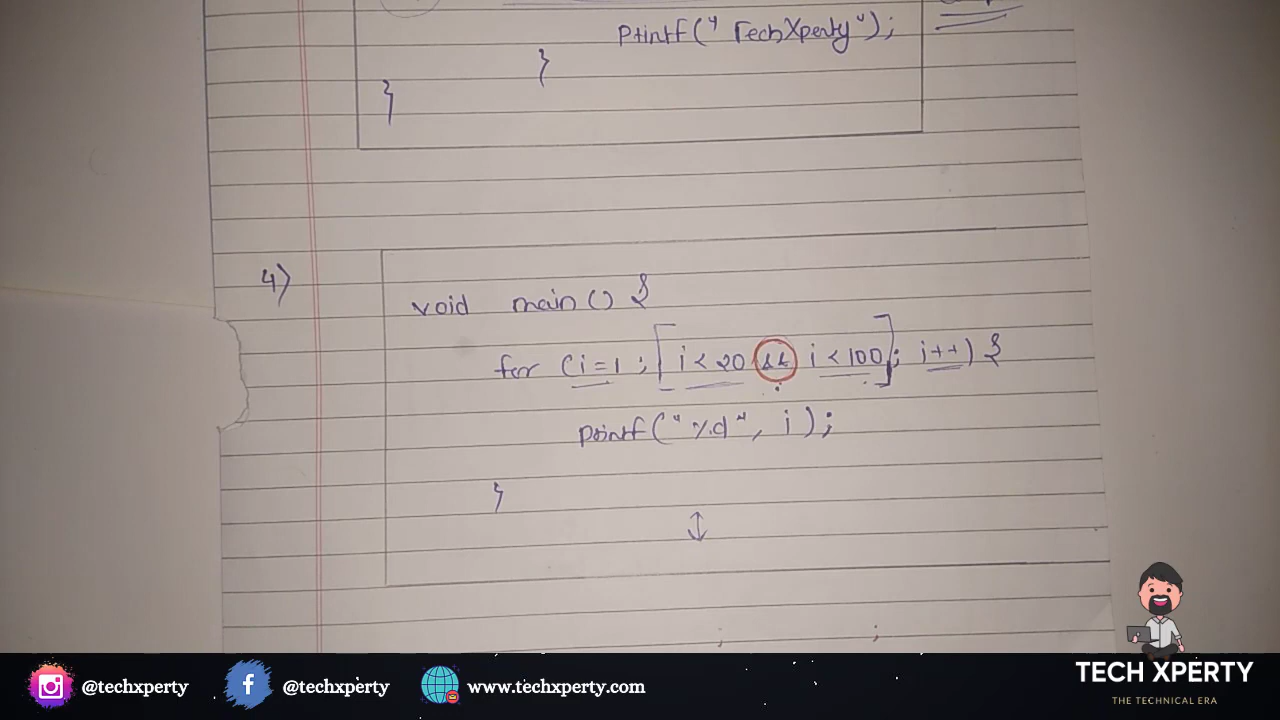 printf("TechXperty");
}
}
4)
void main() {
for (i=1 ; [i<20 && i<100]; i++) {
printf("%d", i);
}
@techxperty
@techxperty
www.techxperty.com
TECH XPERTY
THE TECHNICAL ERA